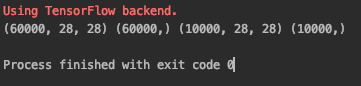 Using TensorFlow backend.
(60000, 28, 28) (60000,) (10000, 28, 28) (10000,)
Process finished with exit code 0